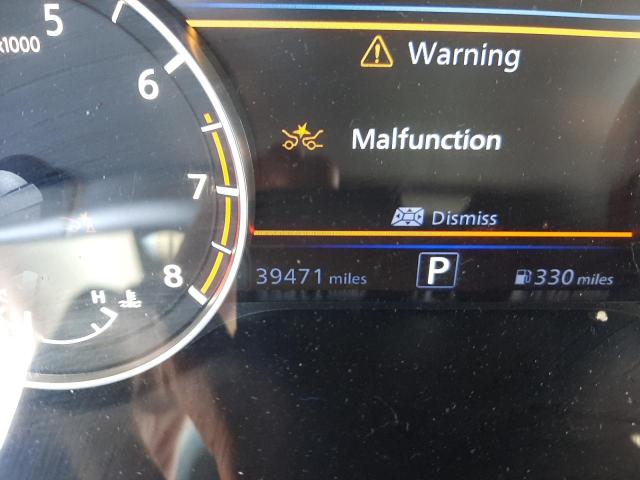 5
x1000
6
7
8
H
Warning
Malfunction
Dismiss
39471 miles
P
330 miles